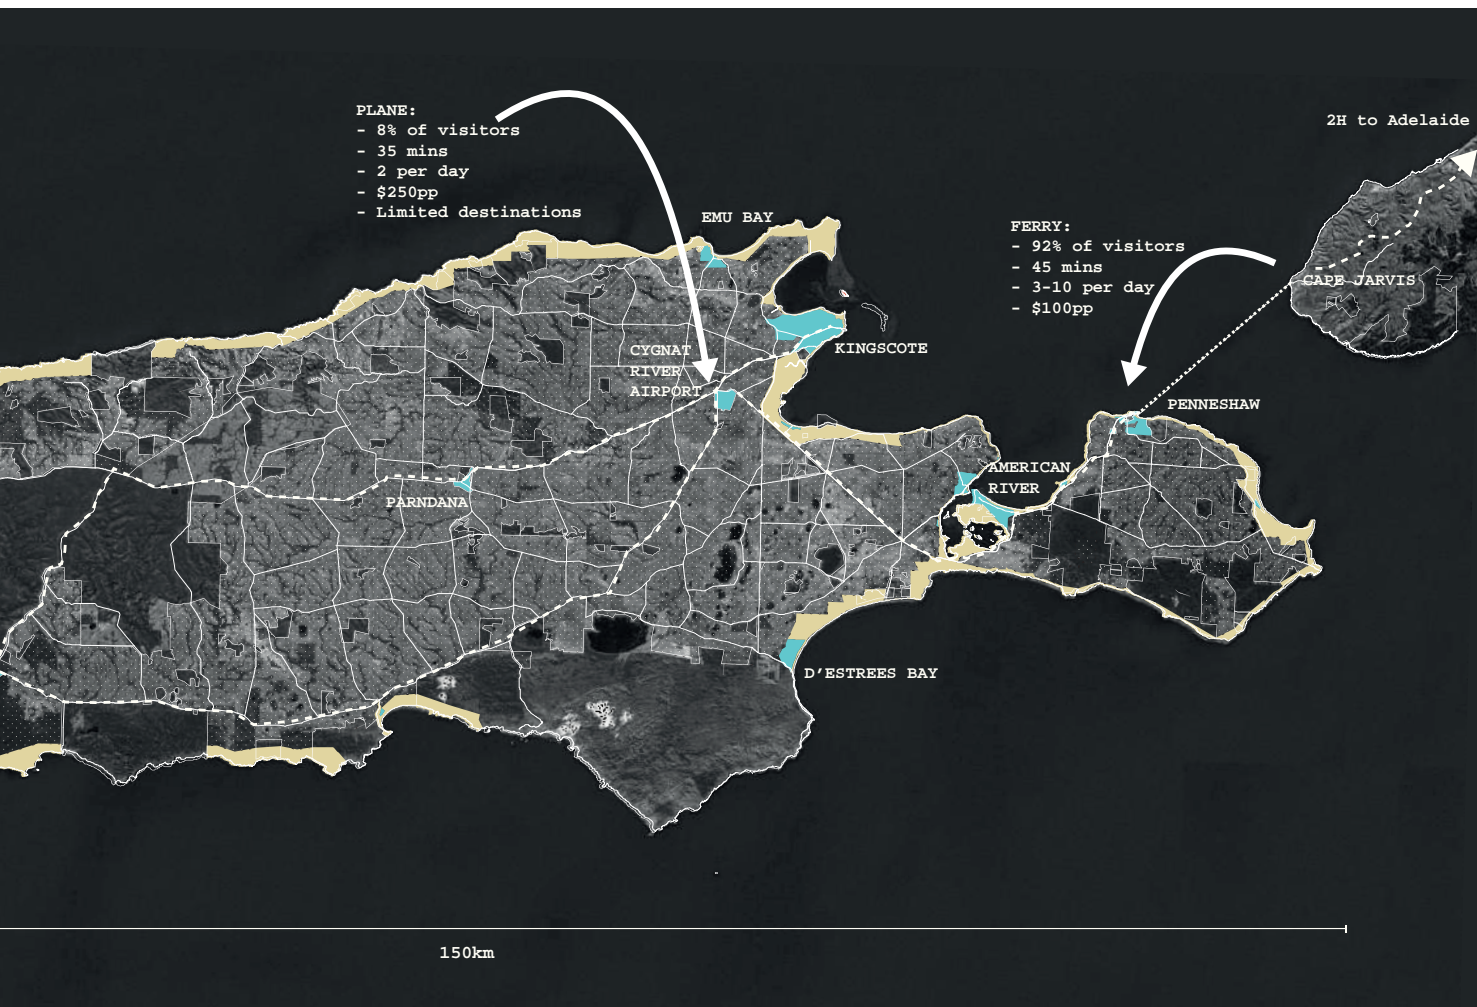 PLANE:
- 8% of visitors
- 35 mins
- 2 per day
- $250pp
- Limited destinations
2H to Adelaide
EMU BAY
FERRY:
- 92% of visitors
- 45 mins
- 3-10 per day
- $100pp
CAPE JARVIS
CYGNAT
RIVER
AIRPORT
KINGSCOTE
PENNESHAW
AMERICAN
RIVER
PARNDANA
D'ESTREES BAY
150km